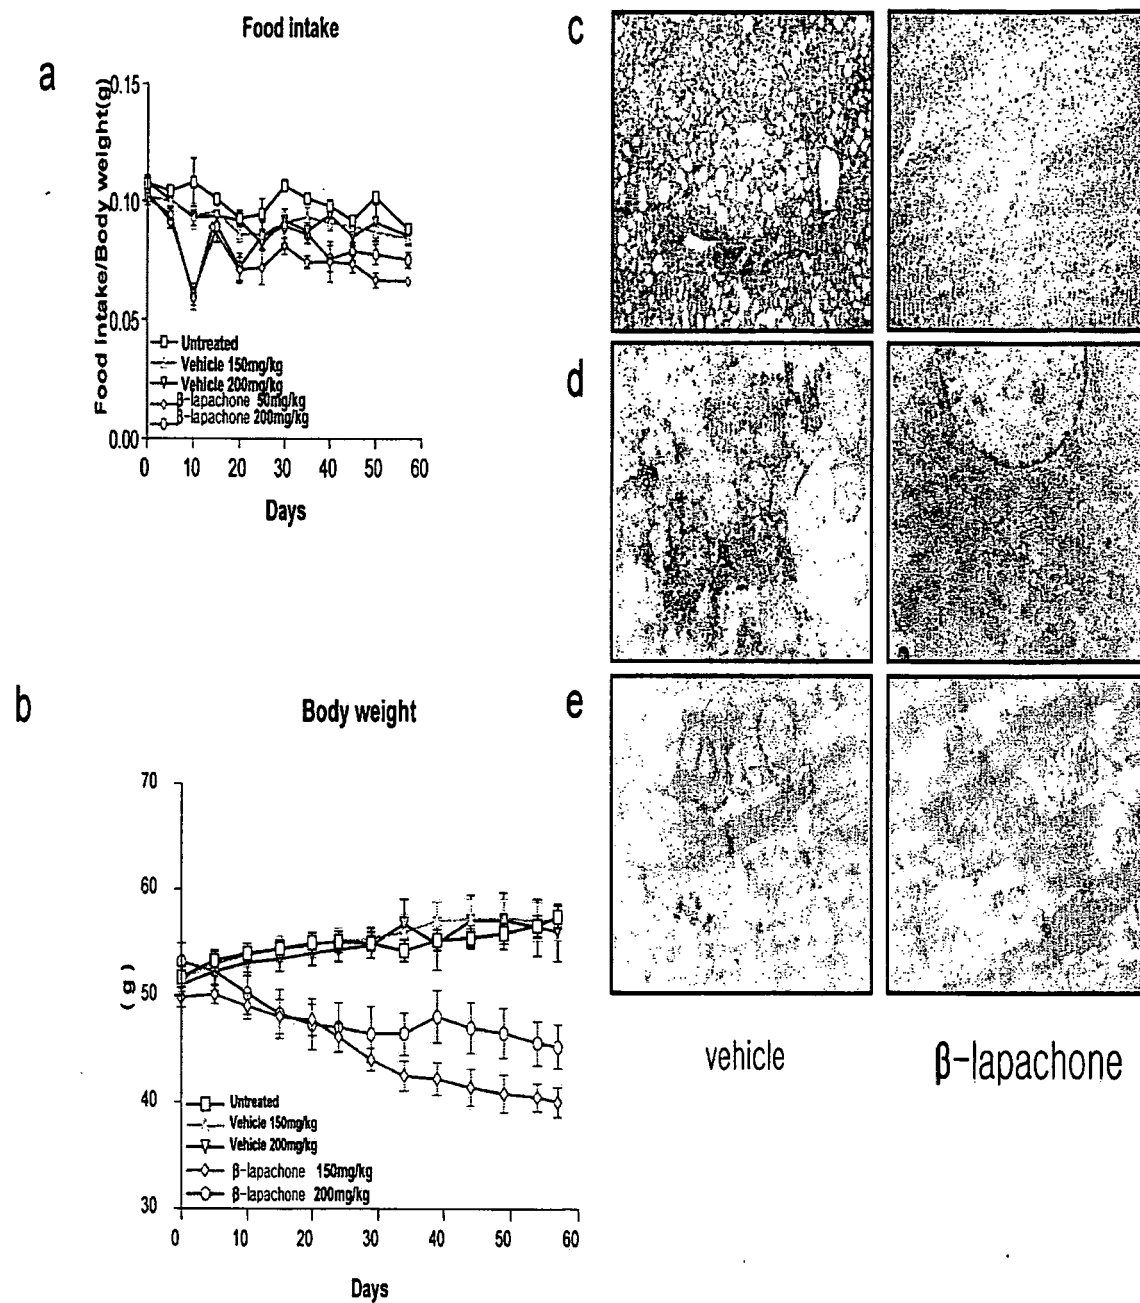 Food intake
a
Food Intake/Body weight(g)
0.15
0.10
0.05
0.00
Untreated
Vehicle 150mg/kg
Vehicle 200mg/kg
β-lapachone 50mg/kg
β-lapachone 200mg/kg
0 10 20 30 40 50 60
Days
b
Body weight
(g)
70
60
50
40
30
Untreated
Vehicle 150mg/kg
Vehicle 200mg/kg
β-lapachone 150mg/kg
β-lapachone 200mg/kg
0 10 20 30 40 50 60
Days
c
d
e
vehicle
β-lapachone